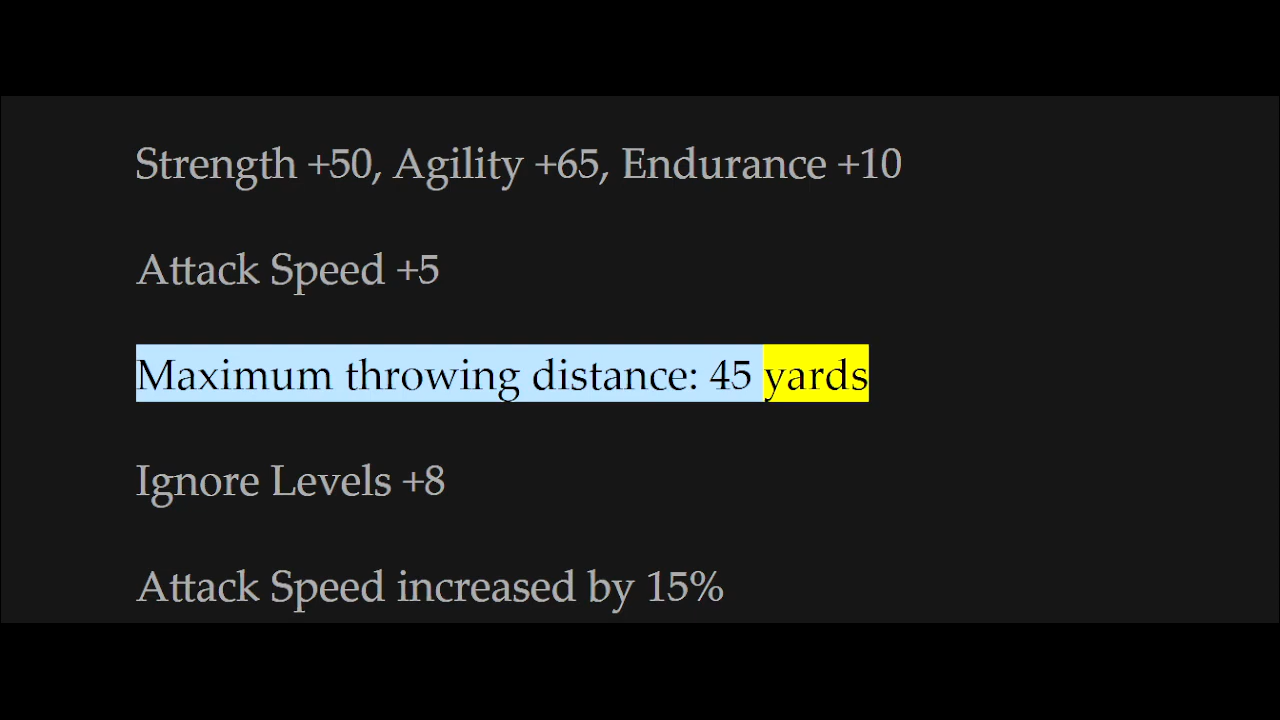 Strength +50, Agility +65, Endurance +10
Attack Speed +5
Maximum throwing distance: 45 yards
Ignore Levels +8
Attack Speed increased by 15%